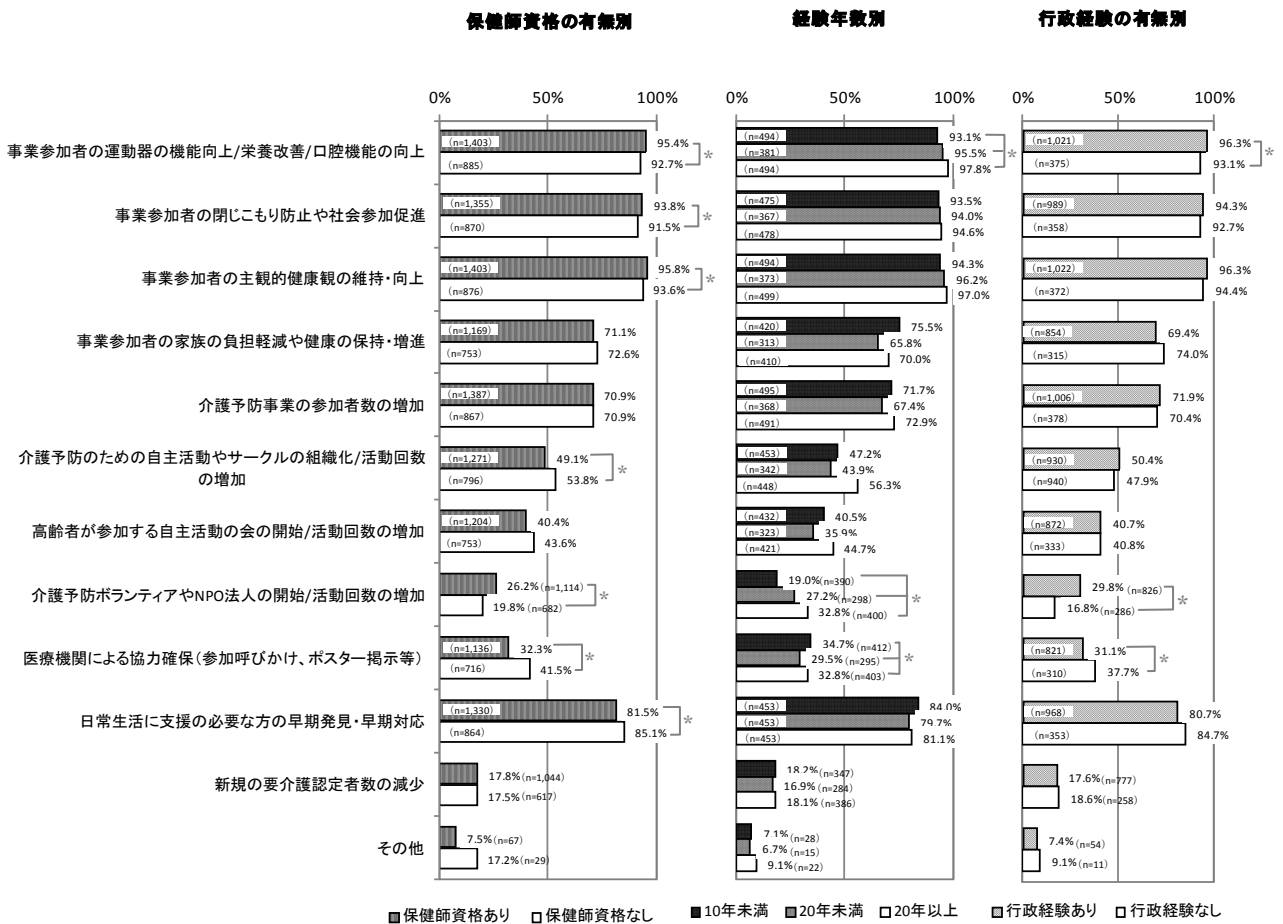 保健師資格の有無別
経験年数別
行政経験の有無別
0% 50% 100%
0% 50% 100%
0% 50% 100%
事業参加者の運動器の機能向上/栄養改善/口腔機能の向上
(n=1,403) 95.4%
(n=885) 92.7%
*
(n=494) 93.1%
(n=381) 95.5%
(n=494) 97.8%
*
(n=1,021) 96.3%
(n=375) 93.1%
*
事業参加者の閉じこもり防止や社会参加促進
(n=1,355) 93.8%
(n=870) 91.5%
*
(n=475) 93.5%
(n=367) 94.0%
(n=478) 94.6%
(n=989) 94.3%
(n=358) 92.7%
事業参加者の主観的健康観の維持・向上
(n=1,403) 95.8%
(n=876) 93.6%
*
(n=494) 94.3%
(n=373) 96.2%
(n=499) 97.0%
(n=1,022) 96.3%
(n=372) 94.4%
事業参加者の家族の負担軽減や健康の保持・増進
(n=1,169) 71.1%
(n=753) 72.6%
(n=420) 75.5%
(n=313) 65.8%
(n=410) 70.0%
(n=854) 69.4%
(n=315) 74.0%
介護予防事業の参加者数の増加
(n=1,387) 70.9%
(n=867) 70.9%
(n=495) 71.7%
(n=368) 67.4%
(n=491) 72.9%
(n=1,006) 71.9%
(n=378) 70.4%
介護予防のための自主活動やサークルの組織化/活動回数
の増加
(n=1,271) 49.1%
(n=796) 53.8%
*
(n=453) 47.2%
(n=342) 43.9%
(n=448) 56.3%
(n=930) 50.4%
(n=940) 47.9%
高齢者が参加する自主活動の会の開始/活動回数の増加
(n=1,204) 40.4%
(n=753) 43.6%
(n=432) 40.5%
(n=323) 35.9%
(n=421) 44.7%
(n=872) 40.7%
(n=333) 40.8%
介護予防ボランティアやNPO法人の開始/活動回数の増加
26.2%(n=1,114)
19.8%(n=682)
*
19.0%(n=390)
27.2%(n=298)
32.8%(n=400)
*
29.8%(n=826)
16.8%(n=286)
*
医療機関による協力確保(参加呼びかけ、ポスター掲示等)
(n=1,136) 32.3%
(n=716) 41.5%
*
34.7%(n=412)
29.5%(n=295)
32.8%(n=403)
*
(n=821) 31.1%
(n=310) 37.7%
*
日常生活に支援の必要な方の早期発見・早期対応
(n=1,330) 81.5%
(n=864) 85.1%
*
(n=453) 84.0%
(n=453) 79.7%
(n=453) 81.1%
(n=968) 80.7%
(n=353) 84.7%
新規の要介護認定者数の減少
17.8%(n=1,044)
17.5%(n=617)
18.2%(n=347)
16.9%(n=284)
18.1%(n=386)
17.6%(n=777)
18.6%(n=258)
その他
7.5%(n=67)
17.2%(n=29)
7.1%(n=28)
6.7%(n=15)
9.1%(n=22)
7.4%(n=54)
9.1%(n=11)
保健師資格あり 保健師資格なし
10年未満 20年未満 20年以上
行政経験あり 行政経験なし